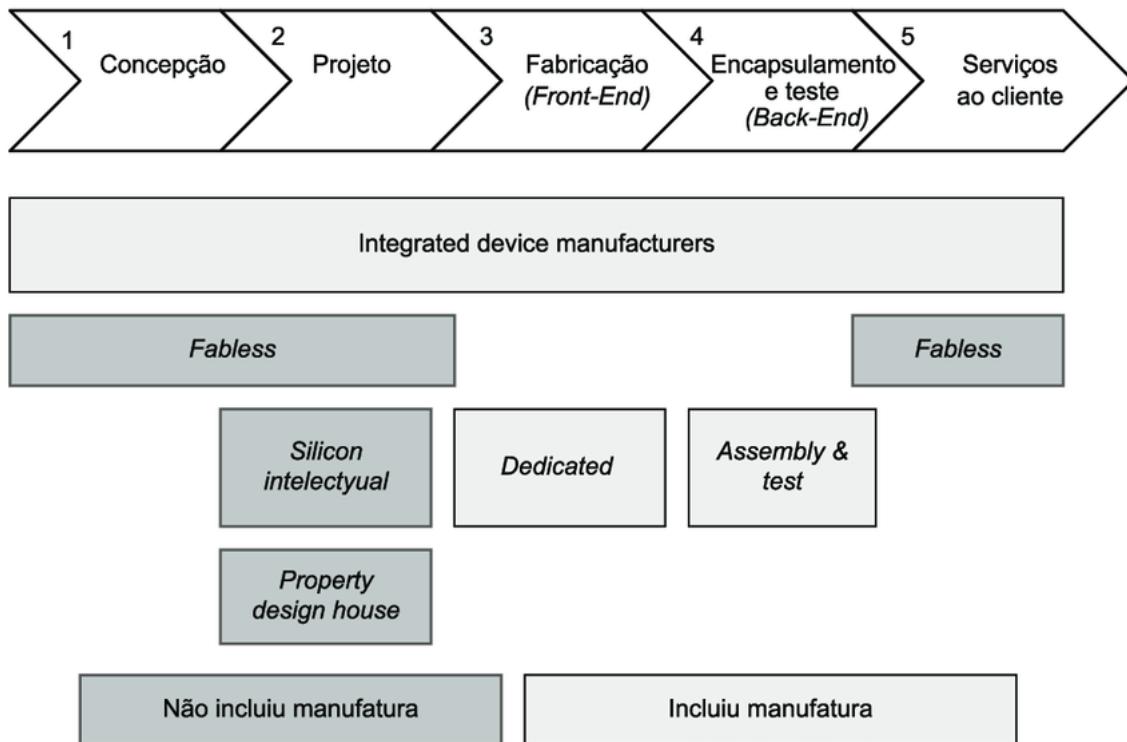 1
Concepção
2
Projeto
3
Fabricação
(Front-End)
4
Encapsulamento
e teste
(Back-End)
5
Serviços
ao cliente
Integrated device manufacturers
Fabless
Fabless
Silicon
intelectyual
Dedicated
Assembly &
test
Property
design house
Não incluiu manufatura
Incluiu manufatura